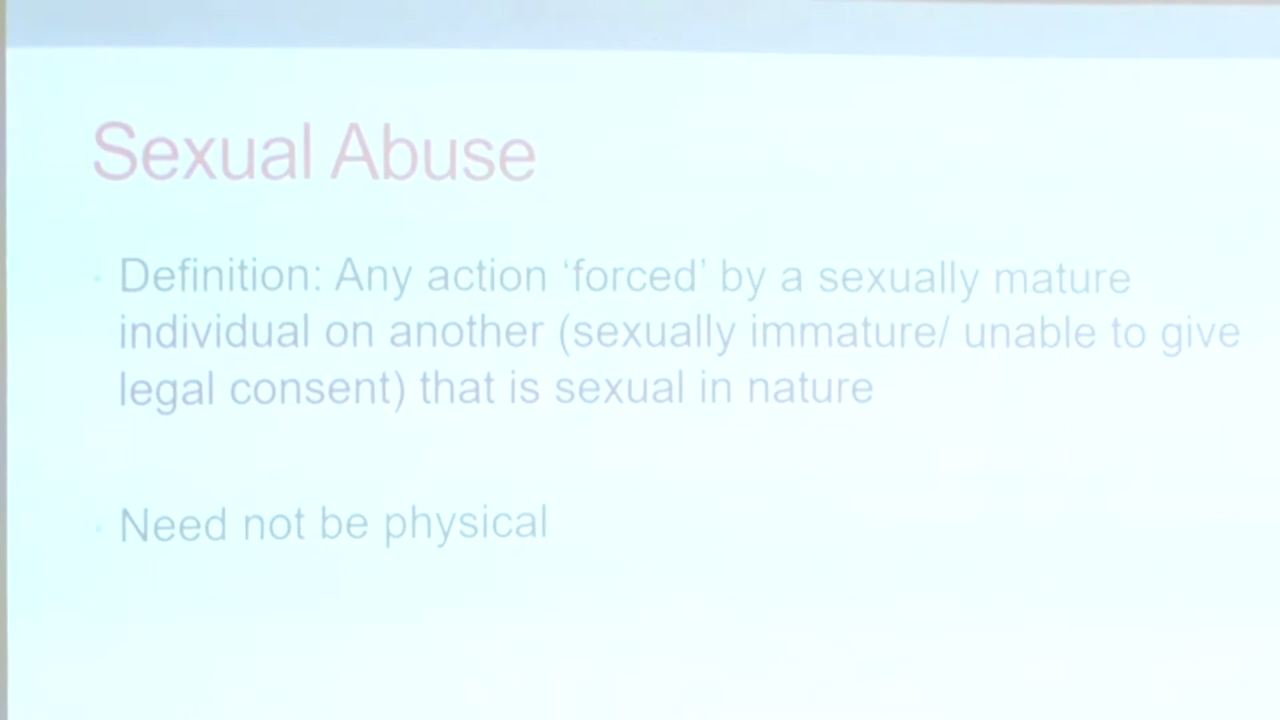 Sexual Abuse
Definition: Any action ‘forced’ by a sexually mature
individual on another (sexually immature/ unable to give
legal consent) that is sexual in nature
Need not be physical